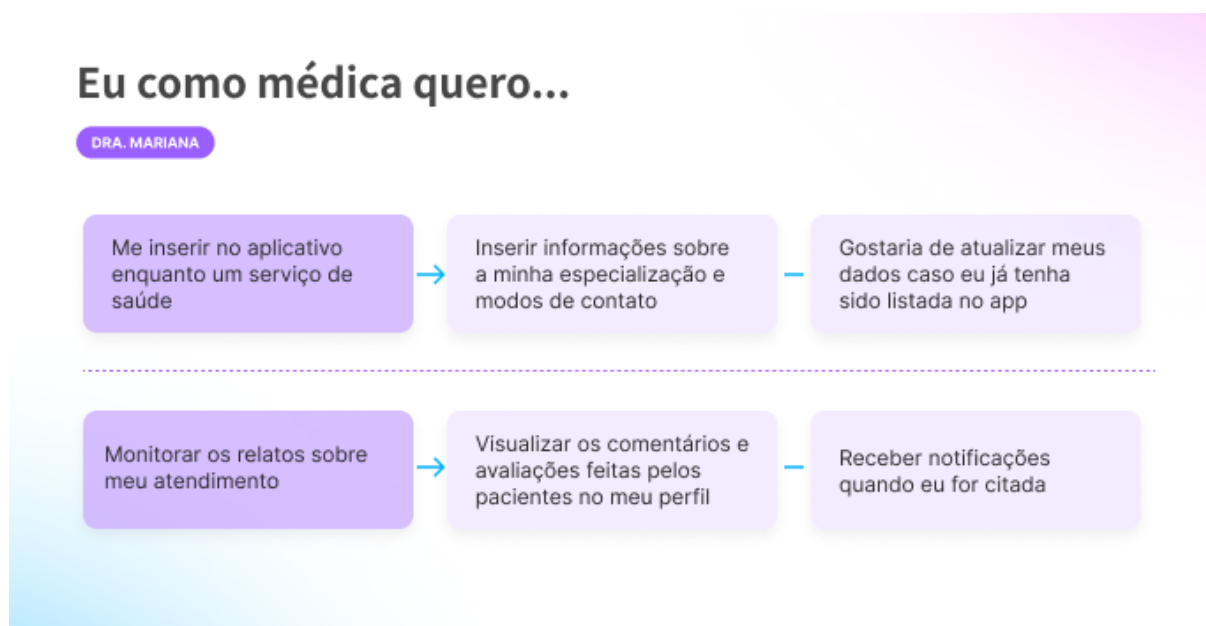 Eu como médica quero...
DRA. MARIANA
Me inserir no aplicativo
enquanto um serviço de
saúde
Inserir informações sobre
a minha especialização e
modos de contato
Gostaria de atualizar meus
dados caso eu já tenha
sido listada no app
Monitorar os relatos sobre
meu atendimento
Visualizar os comentários e
avaliações feitas pelos
pacientes no meu perfil
Receber notificações
quando eu for citada